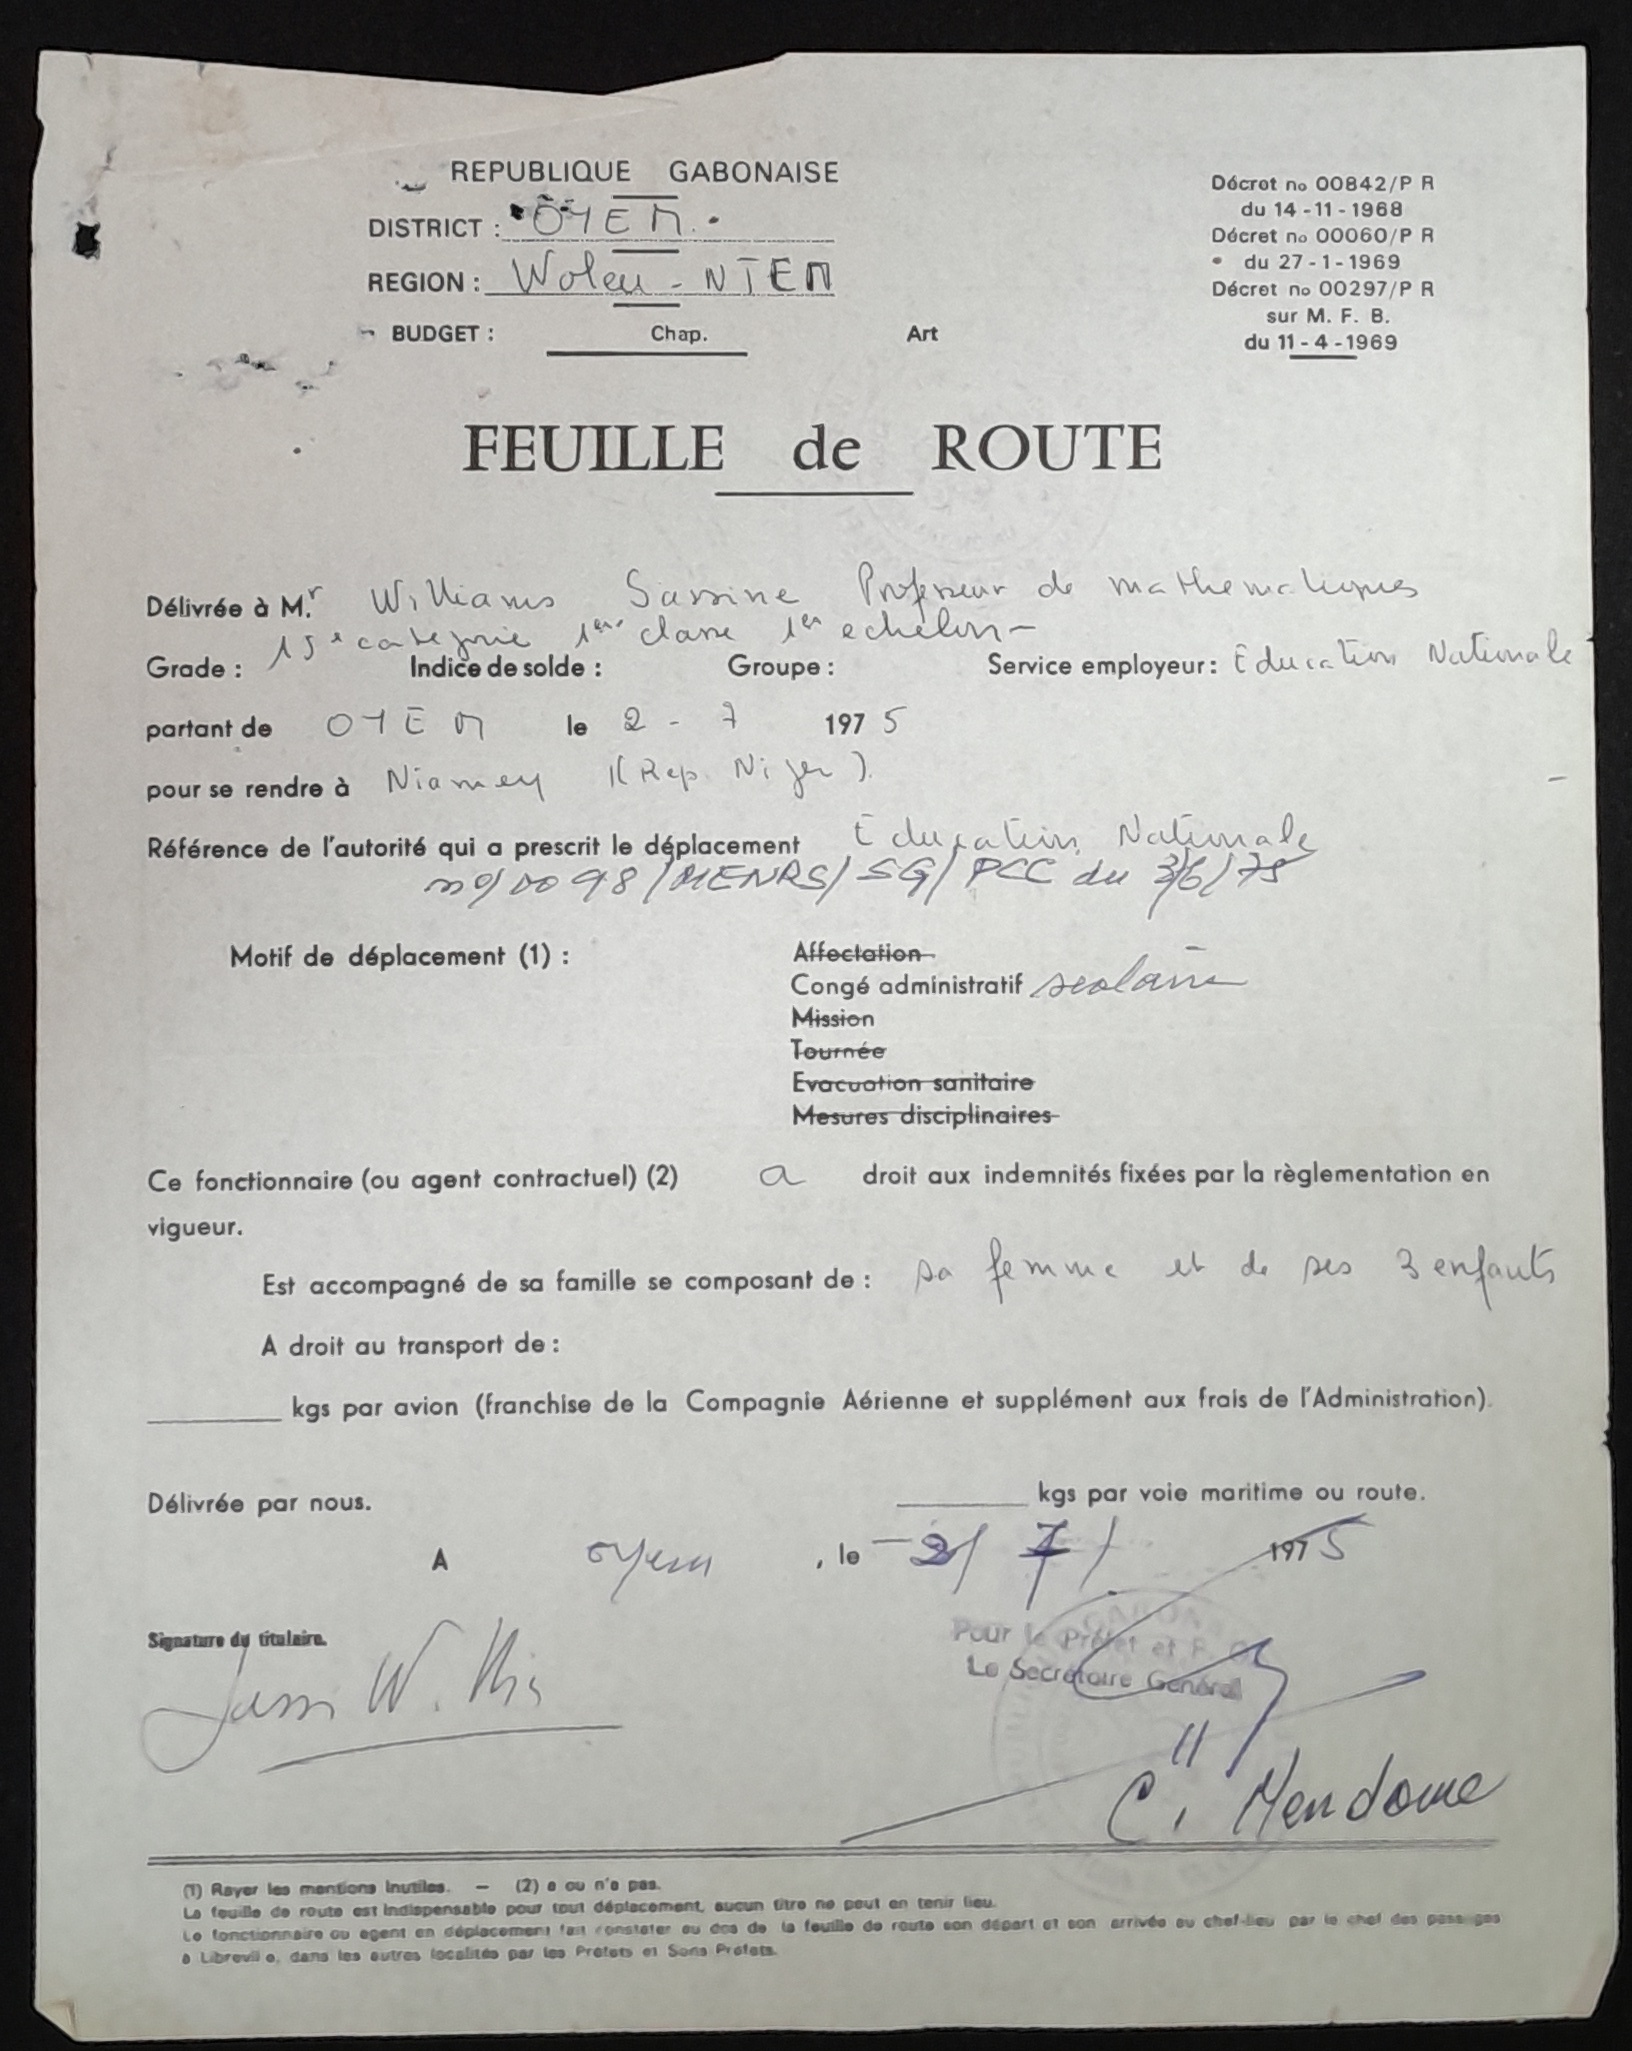 REPUBLIQUE GABONAISE
DISTRICT : OYEM.
REGION : Woleu - NTEM
BUDGET : Chap. Art
Décret no 00842/P R
du 14-11-1968
Décret no 00060/P R
du 27-1-1969
Décret no 00297/P R
sur M. F. B.
du 11-4-1969
FEUILLE de ROUTE
Délivrée à M.r Williams Sassine Professeur de mathematiques
15e categorie 1ere classe 1er echelon-
Grade : Indice de solde : Groupe : Service employeur : Education Nationale
partant de OYEM le 2 - 7 1975
pour se rendre à Niamey (Rep. Niger).
Référence de l'autorité qui a prescrit le déplacement Education Nationale
no/0098/MENRS/SG/PCC du 3/6/75
Motif de déplacement (1) : Affectation
Congé administratif scolaire
Mission
Tournée
Evacuation sanitaire
Mesures disciplinaires
Ce fonctionnaire (ou agent contractuel) (2) a droit aux indemnités fixées par la règlementation en
vigueur.
Est accompagné de sa famille se composant de : sa femme et de ses 3 enfants
A droit au transport de :
kgs par avion (franchise de la Compagnie Aérienne et supplément aux frais de l'Administration).
Délivrée par nous. kgs par voie maritime ou route.
A Oyem , le -2/7/ 1975
Signature du titulaire.
Pour le Préfet et P. O.
Le Secrétaire Général
C. Mendome
(1) Rayer les mentions inutiles. — (2) a ou n'a pas.
La feuille de route est indispensable pour tout déplacement, aucun titre ne peut en tenir lieu.
Le fonctionnaire ou agent en déplacement fait constater au dos de la feuille de route son départ et son arrivée au chef-lieu par le chef des passages
à Libreville, dans les autres localités par les Préfets et Sous Préfets.